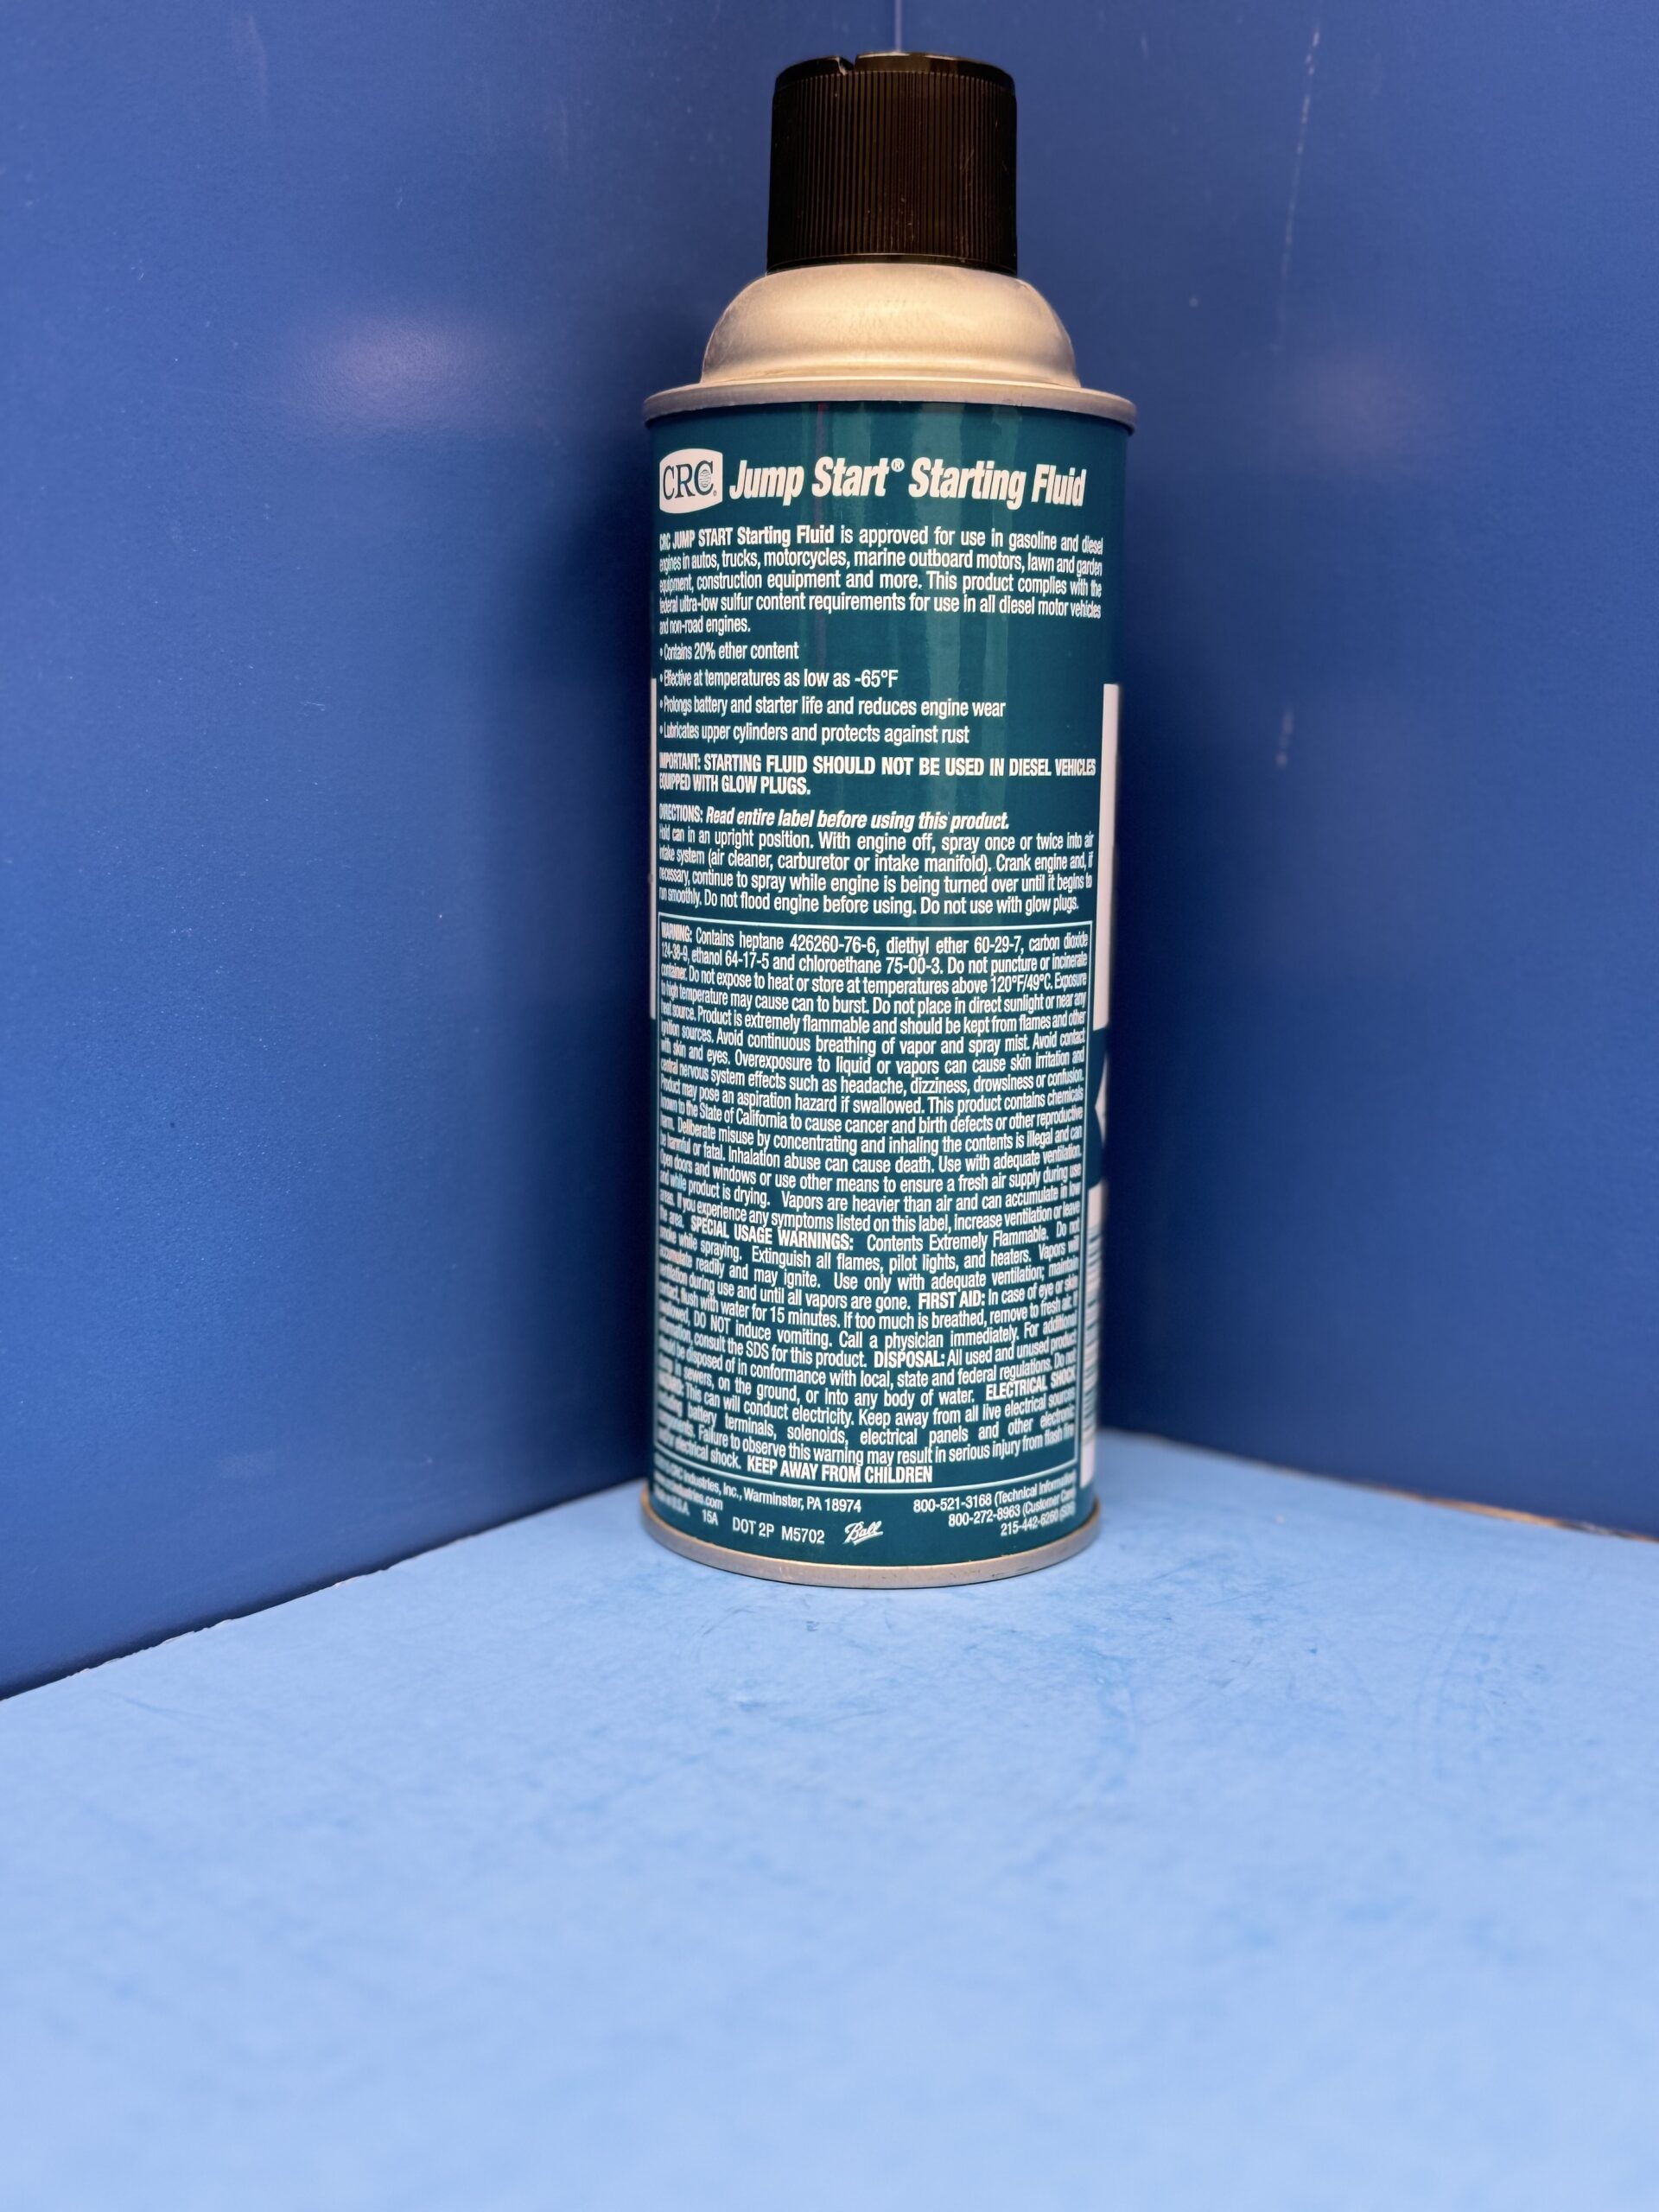 CRC Jump Start® Starting Fluid
CRC JUMP START Starting Fluid is approved for use in gasoline and diesel
engines in autos, trucks, motorcycles, marine outboard motors, lawn and garden
equipment, construction equipment and more. This product complies with the
federal ultra-low sulfur content requirements for use in all diesel motor vehicles
and non-road engines.
• Contains 20% ether content
• Effective at temperatures as low as -65°F
• Prolongs battery and starter life and reduces engine wear
• Lubricates upper cylinders and protects against rust
IMPORTANT: STARTING FLUID SHOULD NOT BE USED IN DIESEL VEHICLES
EQUIPPED WITH GLOW PLUGS.
DIRECTIONS: Read entire label before using this product.
Hold can in an upright position. With engine off, spray once or twice into air
intake system (air cleaner, carburetor or intake manifold). Crank engine and, if
necessary, continue to spray while engine is being turned over until it begins to
run smoothly. Do not flood engine before using. Do not use with glow plugs.
WARNING: Contains heptane 426260-76-6, diethyl ether 60-29-7, carbon dioxide
124-38-9, ethanol 64-17-5 and chloroethane 75-00-3. Do not puncture or incinerate
container. Do not expose to heat or store at temperatures above 120°F/49°C. Exposure
to high temperature may cause can to burst. Do not place in direct sunlight or near any
heat source. Product is extremely flammable and should be kept from flames and other
ignition sources. Avoid continuous breathing of vapor and spray mist. Avoid contact
with skin and eyes. Overexposure to liquid or vapors can cause skin irritation and
central nervous system effects such as headache, dizziness, drowsiness or confusion.
Product may pose an aspiration hazard if swallowed. This product contains chemicals
known to the State of California to cause cancer and birth defects or other reproductive
harm. Deliberate misuse by concentrating and inhaling the contents is illegal and can
be harmful or fatal. Inhalation abuse can cause death. Use with adequate ventilation.
Open doors and windows or use other means to ensure a fresh air supply during use
and while product is drying. Vapors are heavier than air and can accumulate in low
areas. If you experience any symptoms listed on this label, increase ventilation or leave
the area. SPECIAL USAGE WARNINGS: Contents Extremely Flammable. Do not
smoke while spraying. Extinguish all flames, pilot lights, and heaters. Vapors will
accumulate readily and may ignite. Use only with adequate ventilation; maintain
ventilation during use and until all vapors are gone. FIRST AID: In case of eye or skin
contact, flush with water for 15 minutes. If too much is breathed, remove to fresh air. If
swallowed, DO NOT induce vomiting. Call a physician immediately. For additional
information, consult the SDS for this product. DISPOSAL: All used and unused product
should be disposed of in conformance with local, state and federal regulations. Do not
dump in sewers, on the ground, or into any body of water. ELECTRICAL SHOCK
HAZARD: This can will conduct electricity. Keep away from all live electrical sources
including battery terminals, solenoids, electrical panels and other electronic
components. Failure to observe this warning may result in serious injury from flash fire
and/or electrical shock. KEEP AWAY FROM CHILDREN
CRC Industries, Inc., Warminster, PA 18974
U.S.A. 15A DOT 2P M5702 Ball
800-521-3168 (Technical Information)
800-272-8963 (Customer Care)
215-442-6260 (SDS)